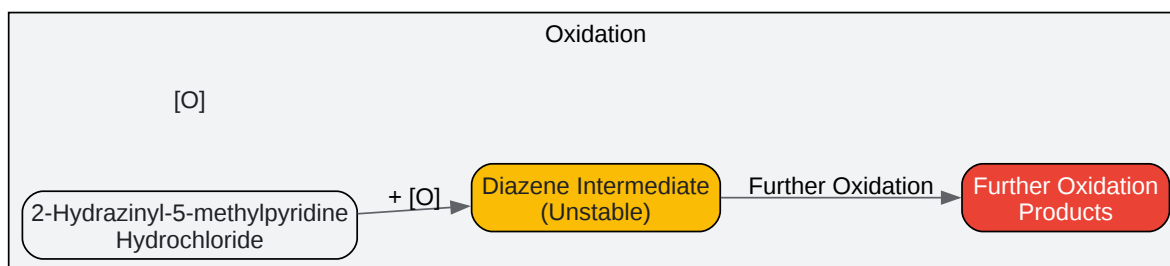 Oxidation
[O]
2-Hydrazinyl-5-methylpyridine
Hydrochloride
+ [O]
Diazene Intermediate
(Unstable)
Further Oxidation
Further Oxidation
Products